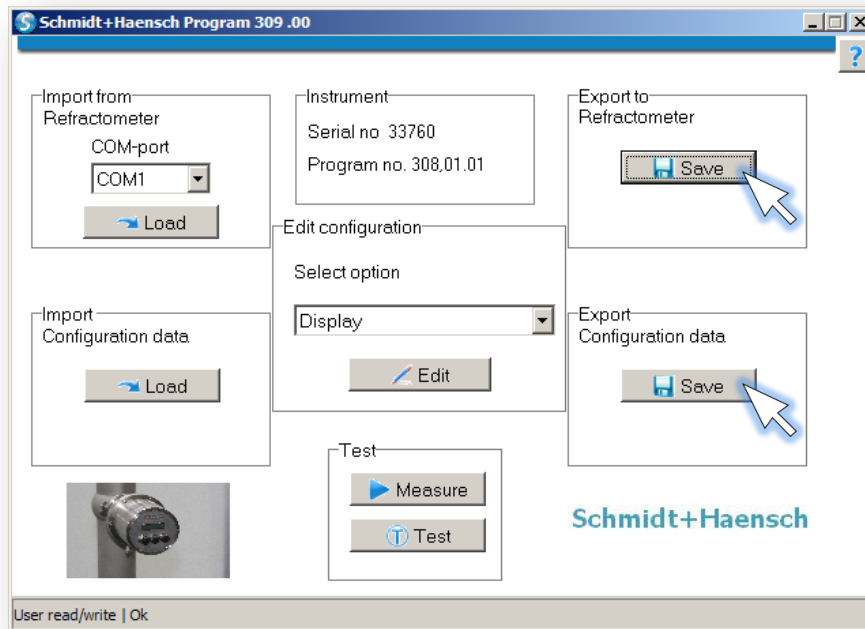 Schmidt+Haensch Program 309 .00
?
Import from
Refractometer
COM-port
COM1
Load
Instrument
Serial no 33760
Program no. 308,01.01
Export to
Refractometer
Save
Edit configuration
Select option
Display
Edit
Import
Configuration data
Load
Export
Configuration data
Save
Test
Measure
T Test
Schmidt+Haensch
User read/write | Ok